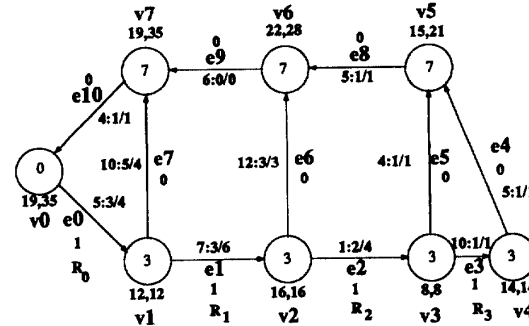 v7
19,35
v6
22,28
v5
15,21
0
e9
6:0/0
0
e8
5:1/1
7
7
7
0
e10
4:1/1
10:5/4
e7
0
12:3/3
e6
0
4:1/1
e5
0
e4
0
5:1/1
0
19,35
v0
e0
5:3/4
1
R0
3
12,12
v1
7:3/6
e1
1
R1
3
16,16
v2
1:2/4
e2
1
R2
3
8,8
v3
10:1/1
e3
1
R3
3